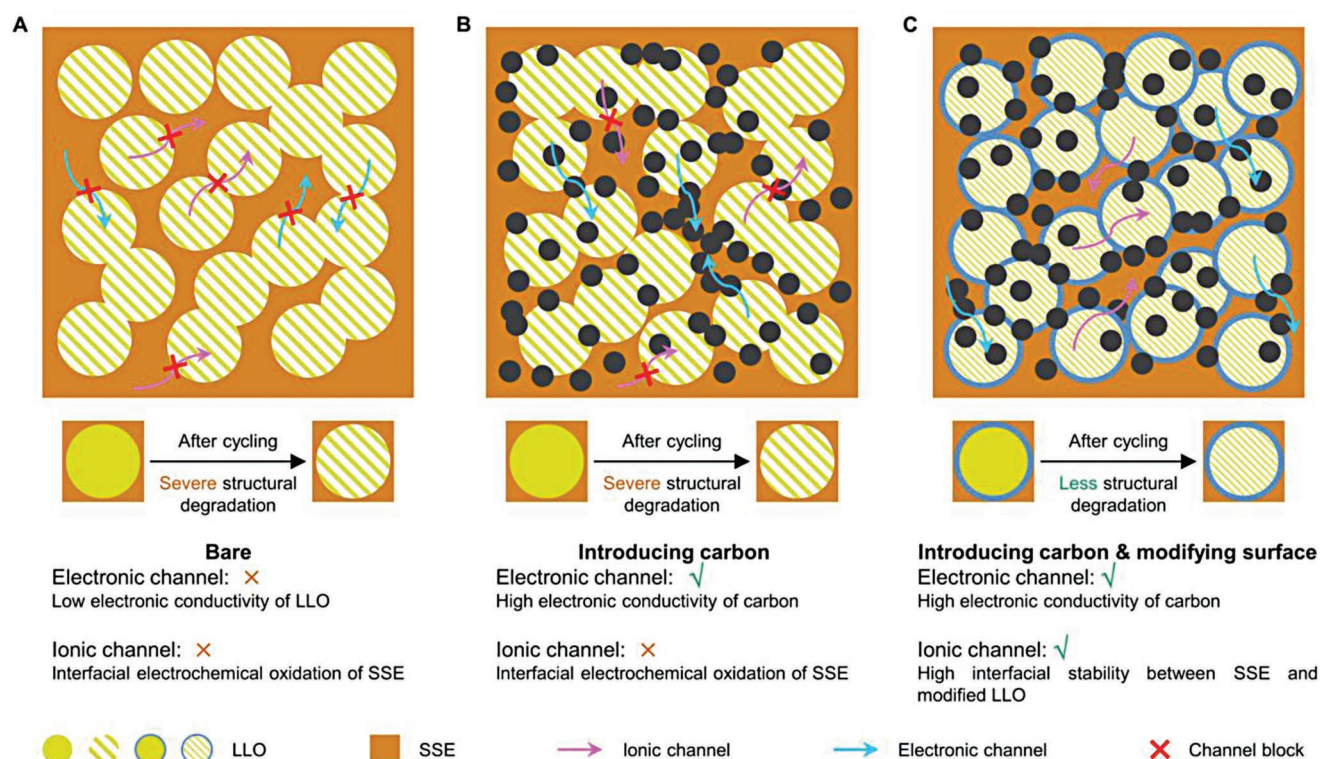 A
B
C
After cycling
Severe structural
degradation
After cycling
Severe structural
degradation
After cycling
Less structural
degradation
Bare
Electronic channel: ×
Low electronic conductivity of LLO
Ionic channel: ×
Interfacial electrochemical oxidation of SSE
Introducing carbon
Electronic channel: √
High electronic conductivity of carbon
Ionic channel: ×
Interfacial electrochemical oxidation of SSE
Introducing carbon & modifying surface
Electronic channel: √
High electronic conductivity of carbon
Ionic channel: √
High interfacial stability between SSE and
modified LLO
LLO
SSE
Ionic channel
Electronic channel
Channel block